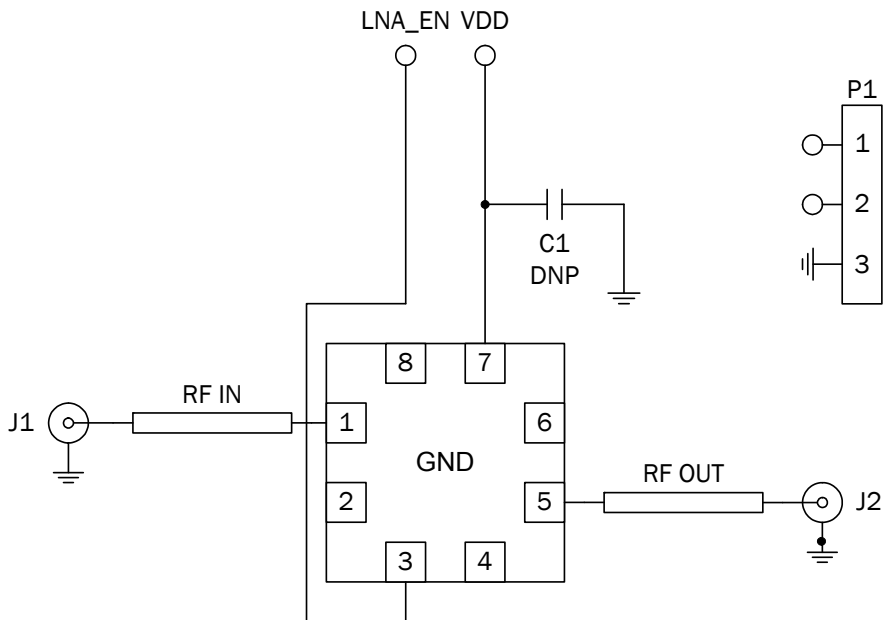 LNA_EN VDD
P1
1
2
C1
DNP
3
8 7
RF IN
J1
1
6
GND
RF OUT
2
5
J2
3 4